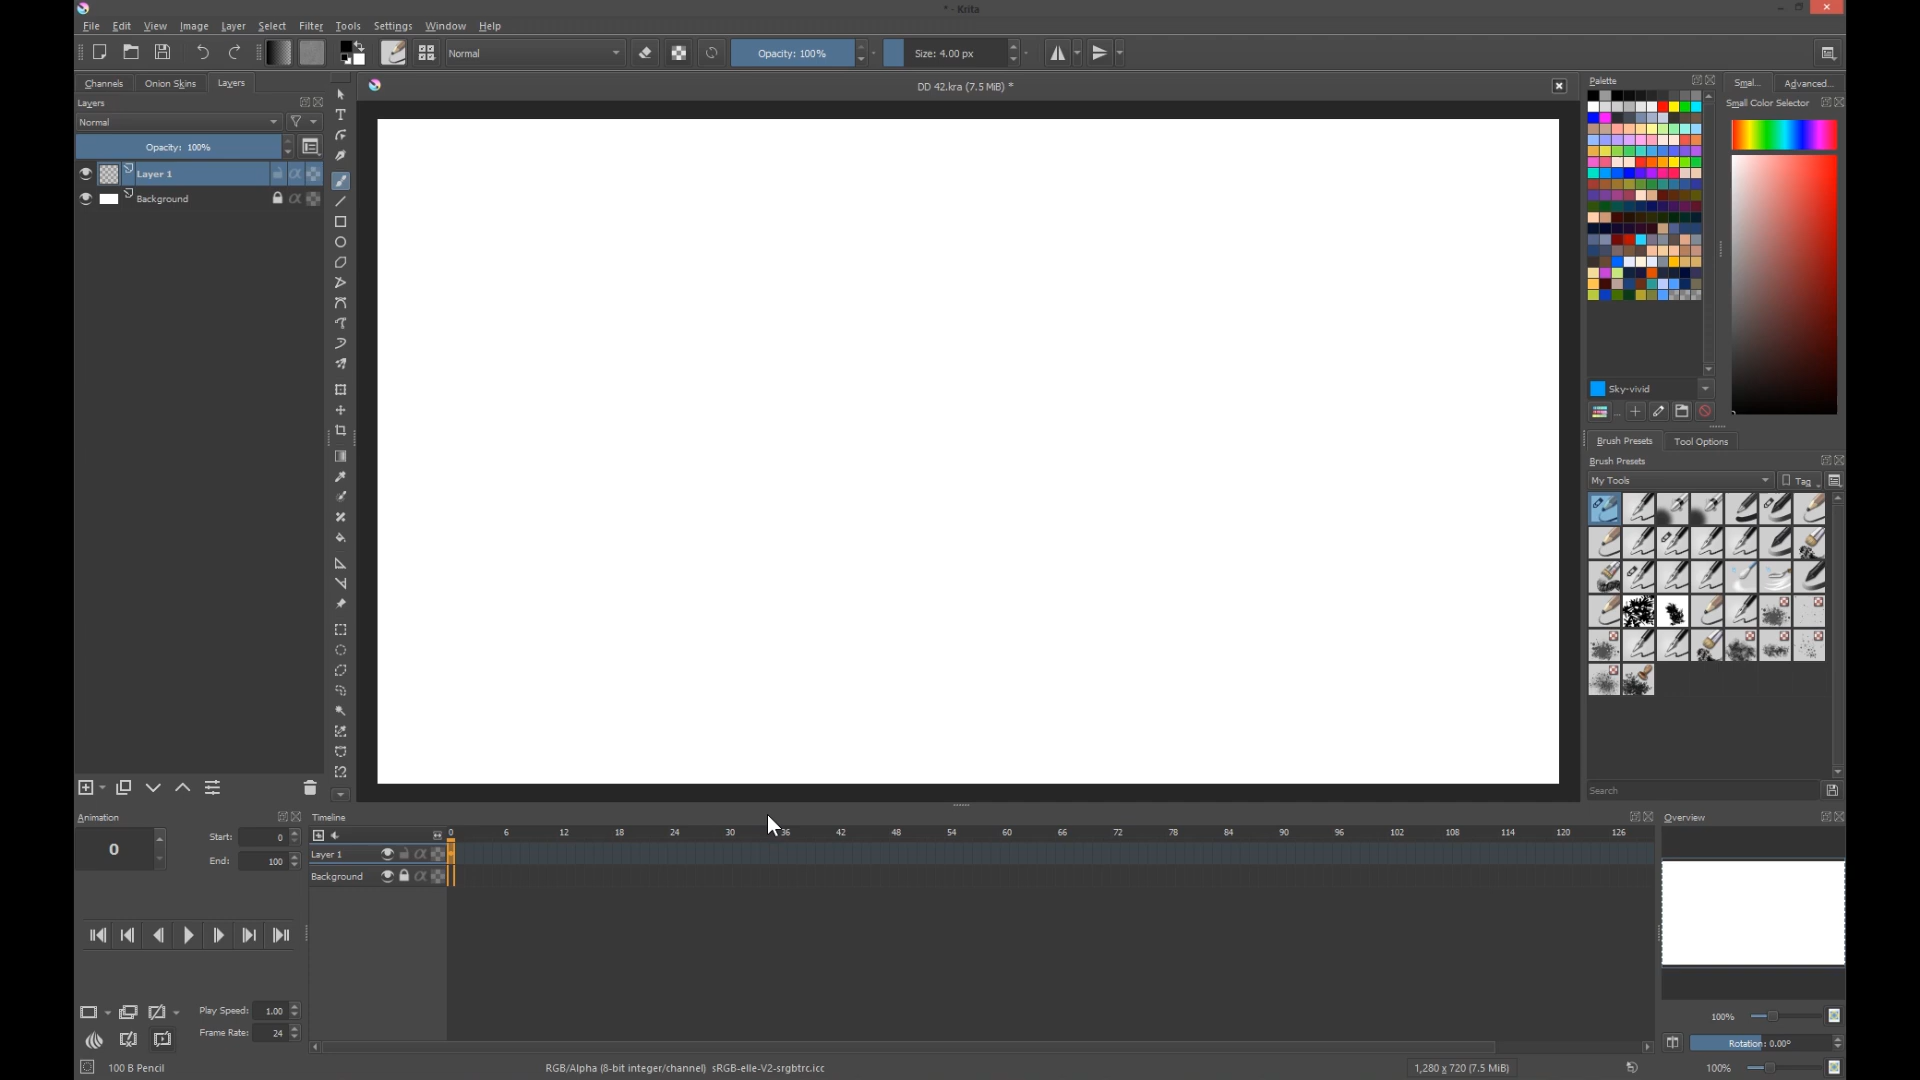 * - Krita
File Edit View Image Layer Select Filter Tools Settings Window Help
Normal Opacity: 100% Size: 4.00 px
Channels Onion Skins Layers
DD 42.kra (7.5 MiB) *
Palette Smal... Advanced...
Layers
Small Color Selector
Normal
Opacity: 100%
Layer 1
Background
Sky-vivid
...
Brush Presets Tool Options
Brush Presets
My Tools Tag
Search
Animation
0
Start: 0
End: 100
Timeline
0 6 12 18 24 30 36 42 48 54 60 66 72 78 84 90 96 102 108 114 120 126
Layer 1
Background
Overview
Play Speed: 1.00
Frame Rate: 24
100%
Rotation: 0.00°
100 B Pencil
RGB/Alpha (8-bit integer/channel) sRGB-elle-V2-srgbtrc.icc
1,280 x 720 (7.5 MiB)
100%